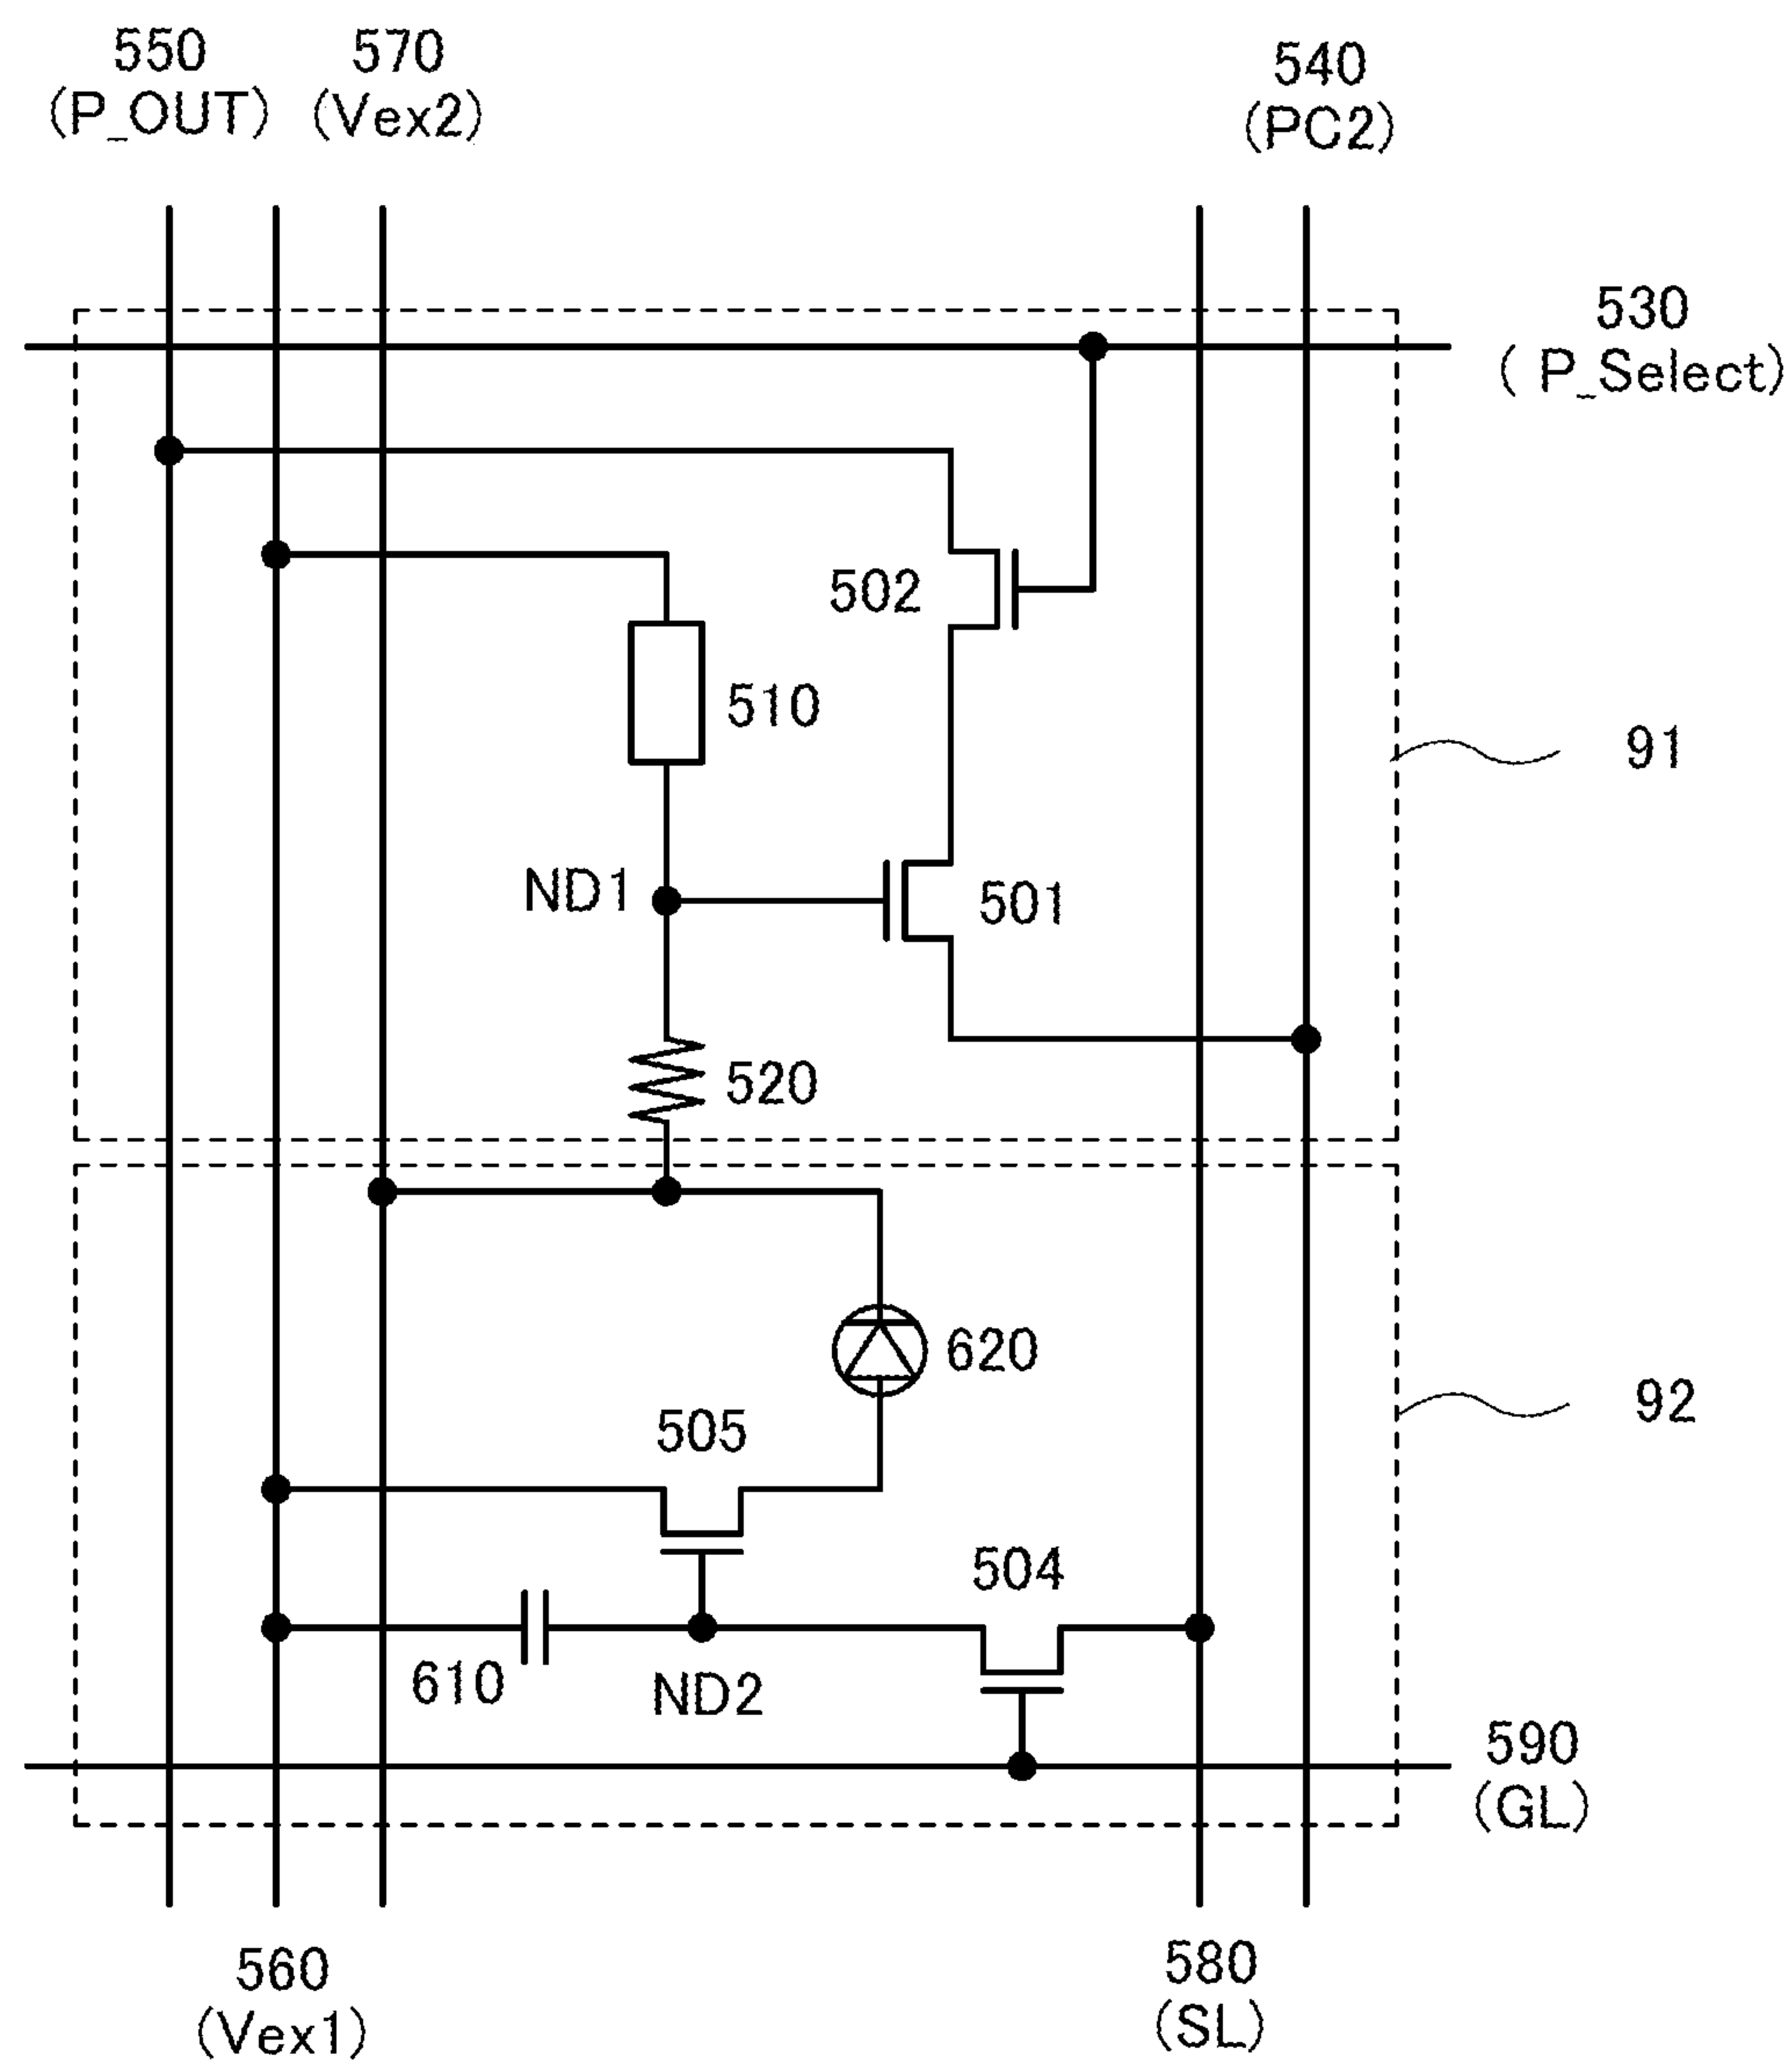 550
(P_OUT)
570
(Vex2)
540
(PC2)
530
( P_Select)
502
510
91
ND1
501
520
620
92
505
504
610
ND2
590
(GL)
560
(Vex1)
580
(SL)